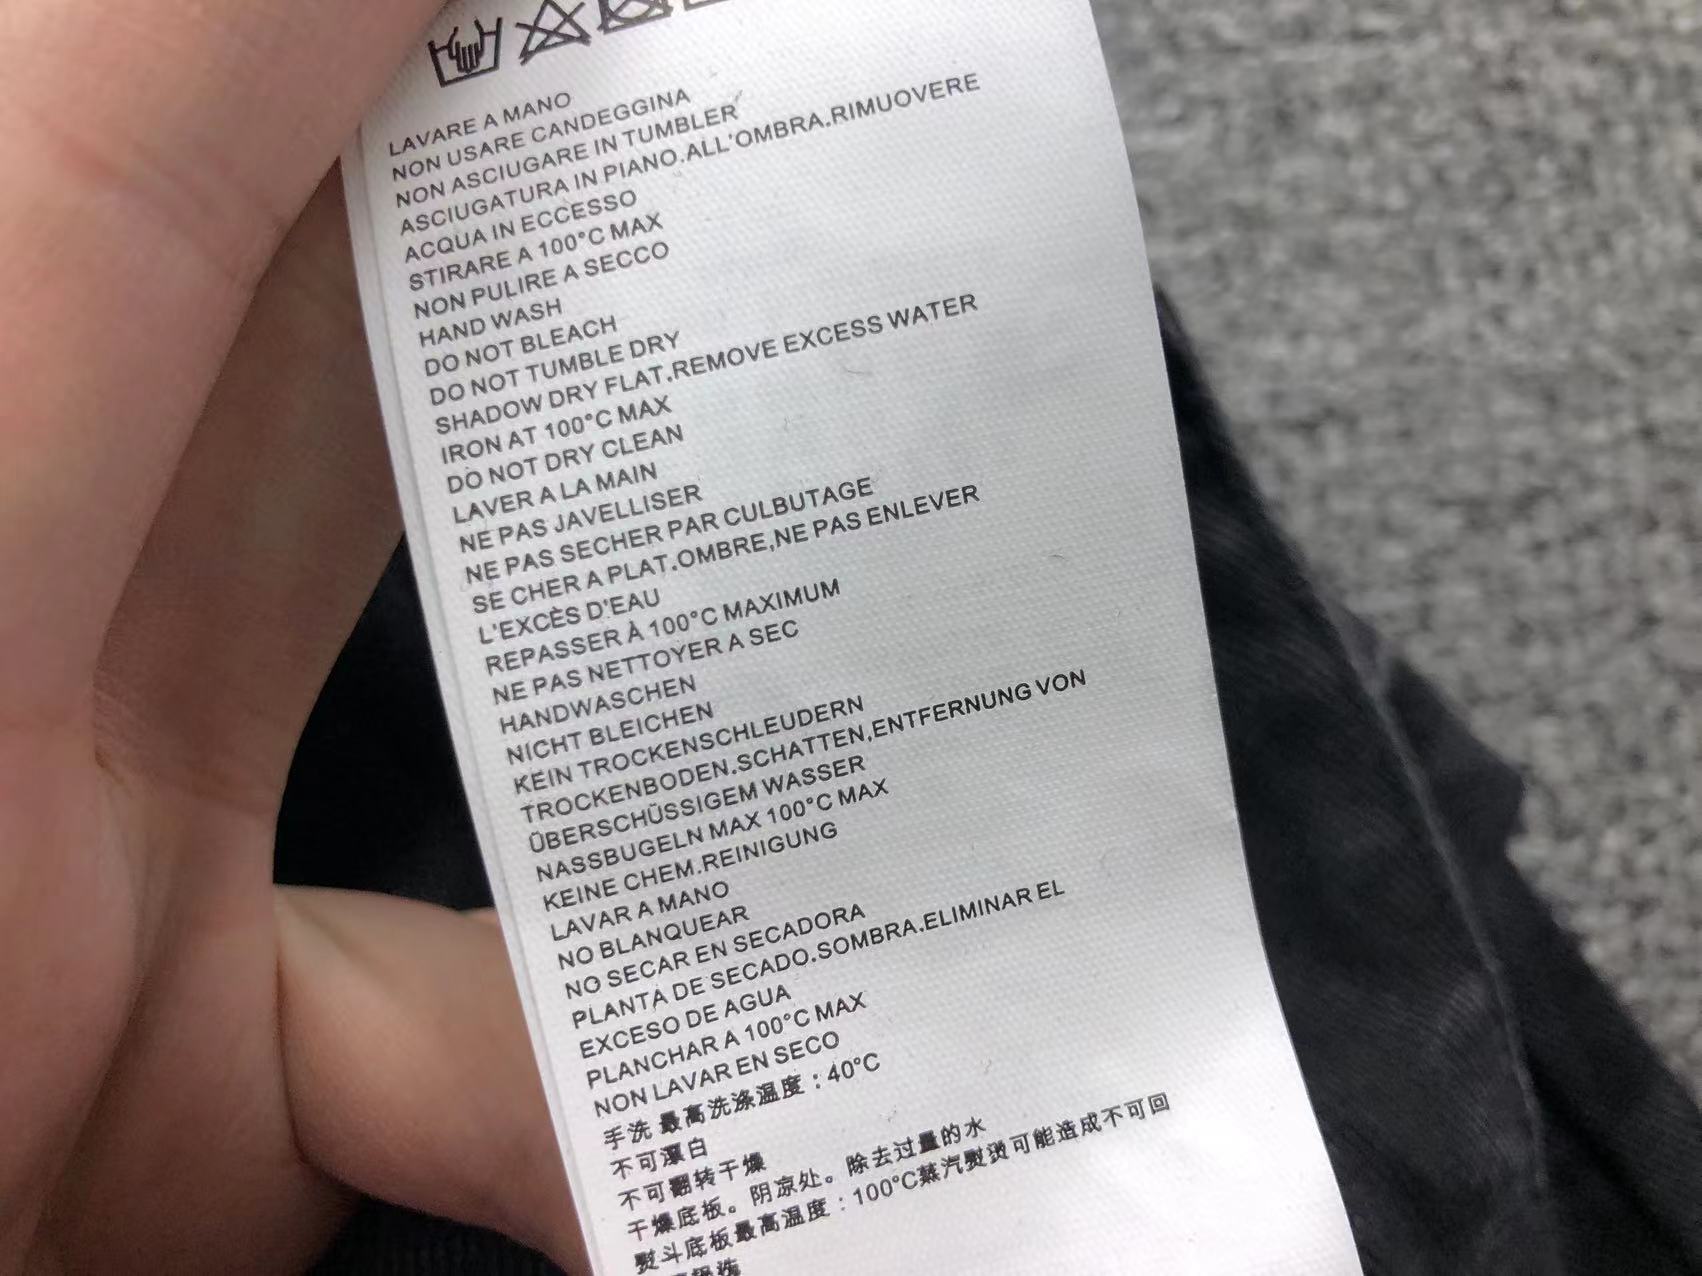 LAVARE A MANO
NON USARE CANDEGGINA
NON ASCIUGARE IN TUMBLER
ASCIUGATURA IN PIANO.ALL'OMBRA.RIMUOVERE
ACQUA IN ECCESSO
STIRARE A 100°C MAX
NON PULIRE A SECCO
HAND WASH
DO NOT BLEACH
DO NOT TUMBLE DRY
SHADOW DRY FLAT.REMOVE EXCESS WATER
IRON AT 100°C MAX
DO NOT DRY CLEAN
LAVER A LA MAIN
NE PAS JAVELLISER
NE PAS SECHER PAR CULBUTAGE
SE CHER A PLAT.OMBRE,NE PAS ENLEVER
L'EXCÈS D'EAU
REPASSER À 100°C MAXIMUM
NE PAS NETTOYER A SEC
HANDWASCHEN
NICHT BLEICHEN
KEIN TROCKENSCHLEUDERN
TROCKENBODEN.SCHATTEN,ENTFERNUNG VON
ÜBERSCHÜSSIGEM WASSER
NASSBUGELN MAX 100°C MAX
KEINE CHEM.REINIGUNG
LAVAR A MANO
NO BLANQUEAR
NO SECAR EN SECADORA
PLANTA DE SECADO.SOMBRA.ELIMINAR EL
EXCESO DE AGUA
PLANCHAR A 100°C MAX
NON LAVAR EN SECO
手洗 最高洗涤温度：40°C
不可漂白
不可翻转干燥
干燥底板。阴凉处。除去过量的水
熨斗底板最高温度：100°C蒸汽熨烫可能造成不可回